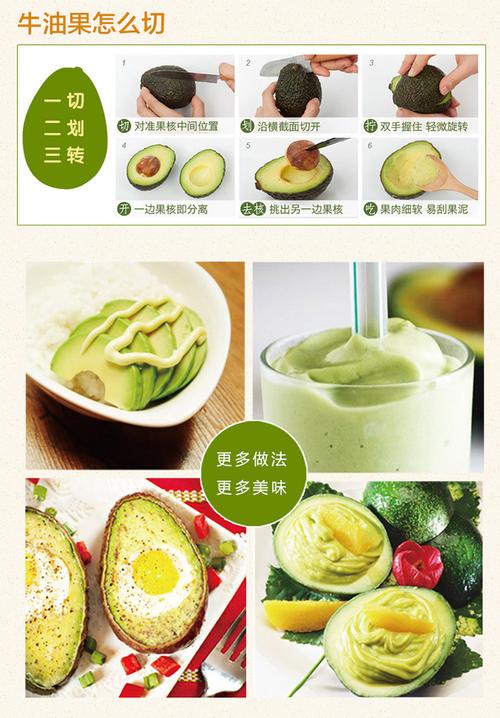 牛油果怎么切
一切
二划
三转
1
2
3
切 对准果核中间位置
划 沿横截面切开
拧 双手握住 轻微旋转
4
5
6
开 一边果核即分离
去核 挑出另一边果核
吃 果肉细软 易刮果泥
更多做法
更多美味